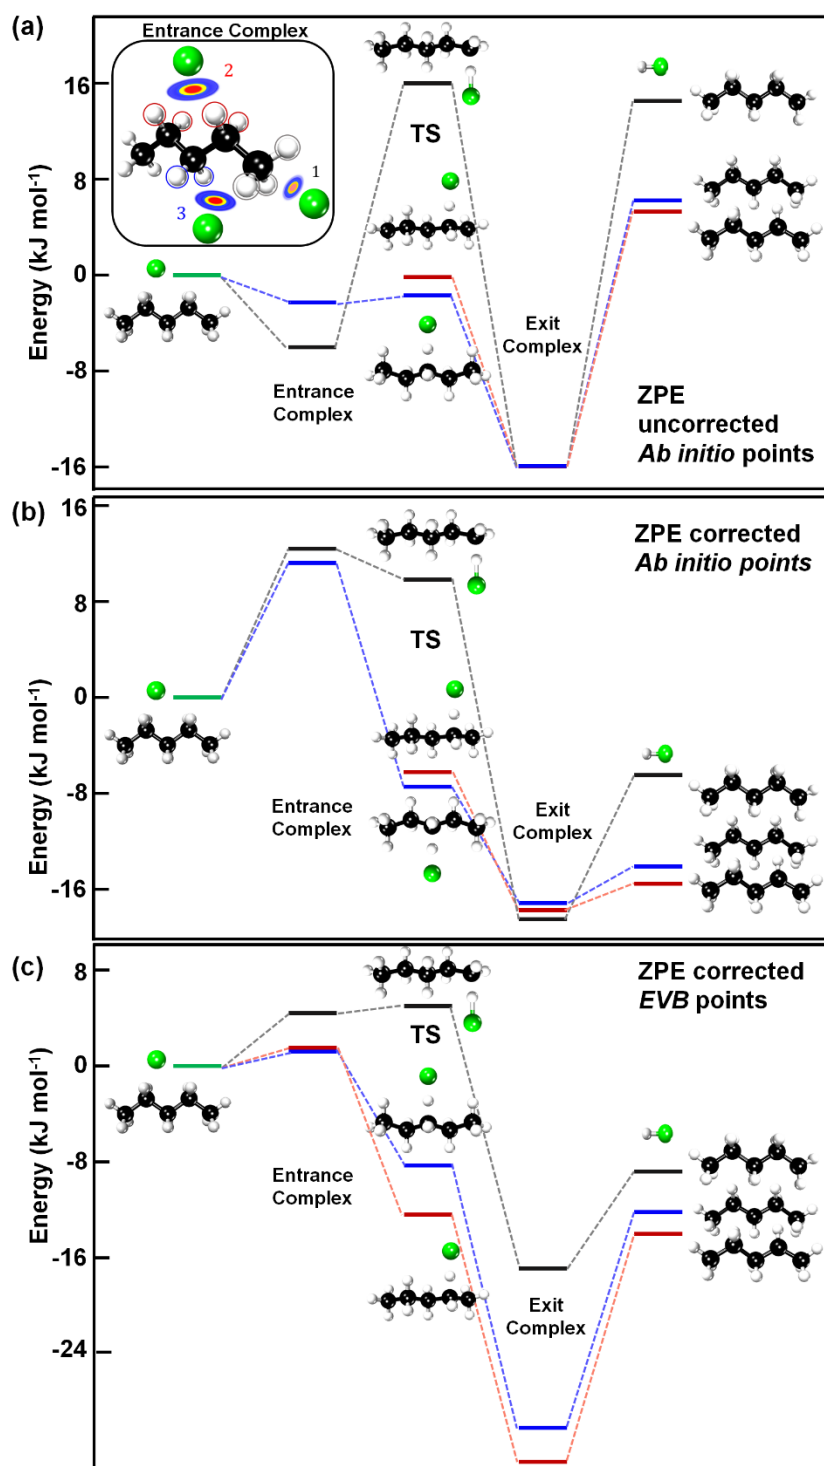 (a)
Entrance Complex
2
1
3
16
8
0
-8
-16
Energy (kJ mol⁻¹)
TS
Entrance
Complex
Exit
Complex
ZPE
uncorrected
Ab initio points
(b)
16
8
0
-8
-16
Energy (kJ mol⁻¹)
ZPE corrected
Ab initio points
TS
Entrance
Complex
Exit
Complex
(c)
8
0
-8
-16
-24
Energy (kJ mol⁻¹)
ZPE corrected
EVB points
TS
Entrance
Complex
Exit
Complex